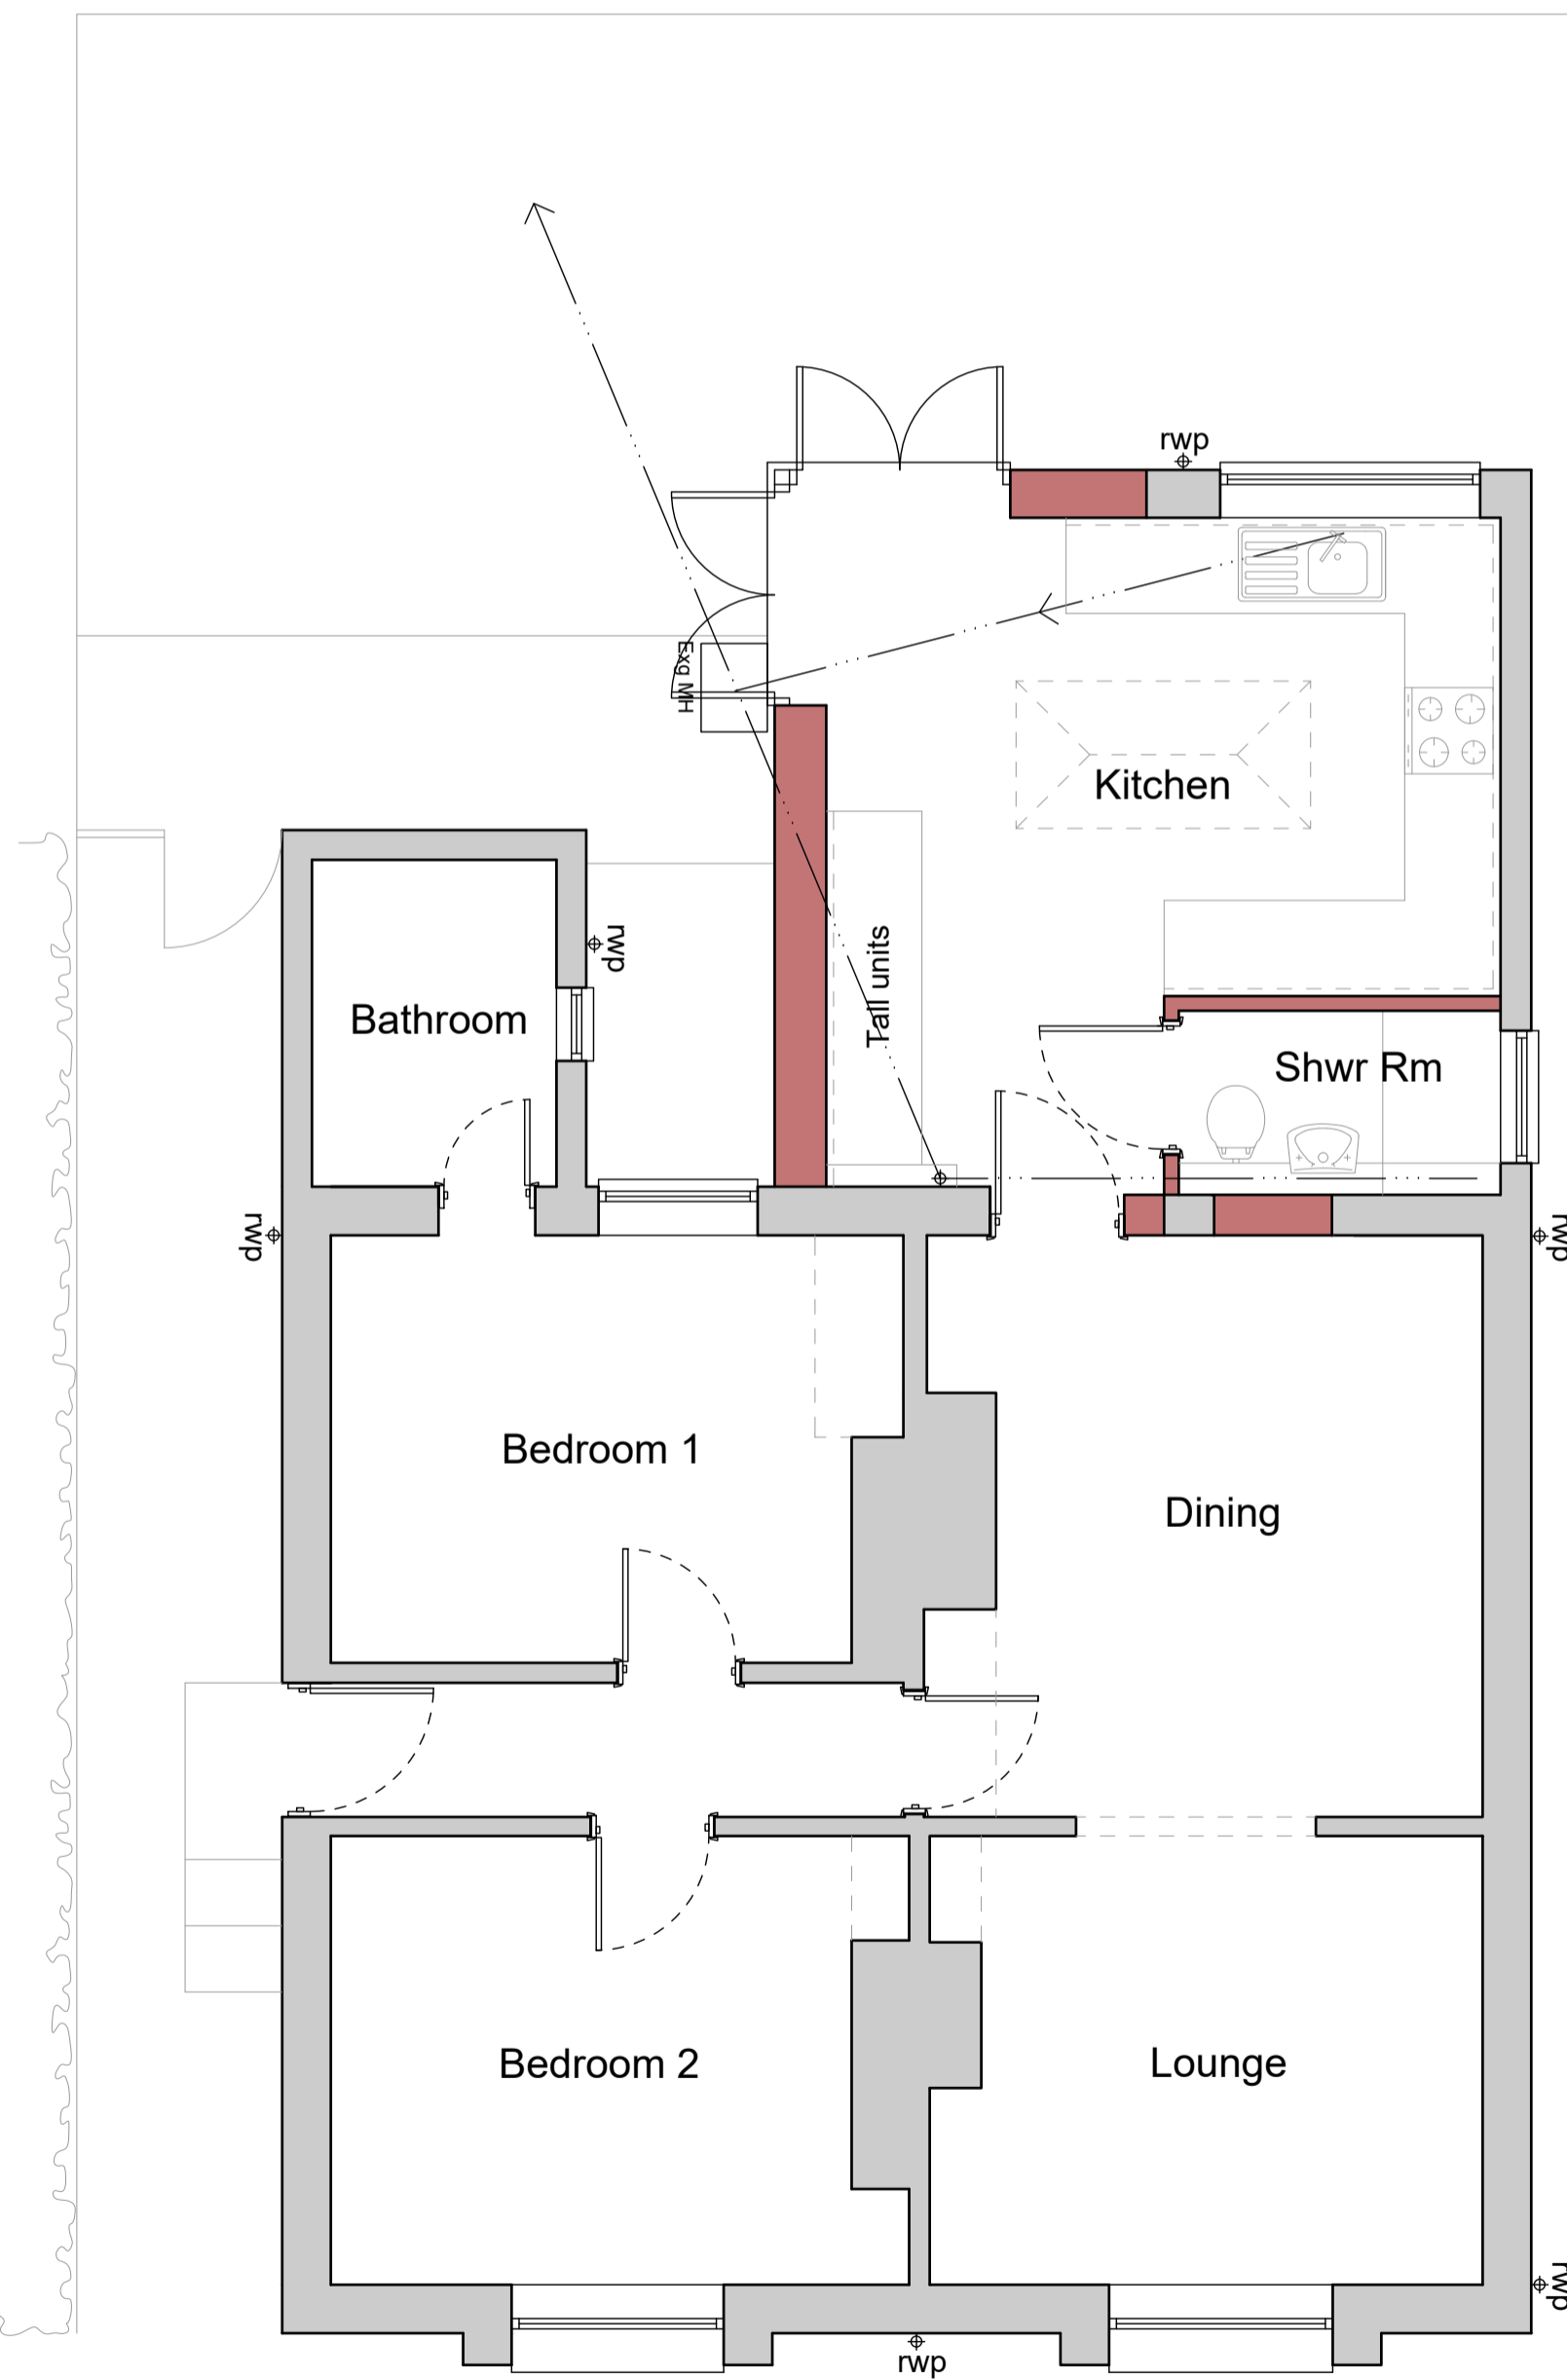 rwp
Exg MH
Kitchen
rwp
Tall units
Bathroom
Shwr Rm
rwp
rwp
Bedroom 1
Dining
Bedroom 2
Lounge
rwp
rwp